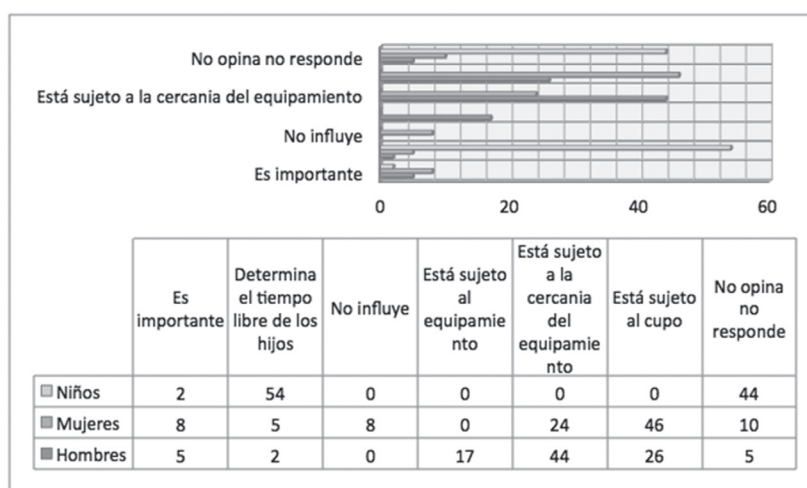 No opina no responde
Está sujeto a la cercania del equipamiento
No influye
Es importante
0 20 40 60
Es
importante
Determina
el tiempo
libre de los
hijos
No influye
Está sujeto
al
equipamie
nto
Está sujeto
a la
cercania
del
equipamie
nto
Está sujeto
al cupo
No opina
no
responde
Niños 2 54 0 0 0 0 44
Mujeres 8 5 8 0 24 46 10
Hombres 5 2 0 17 44 26 5